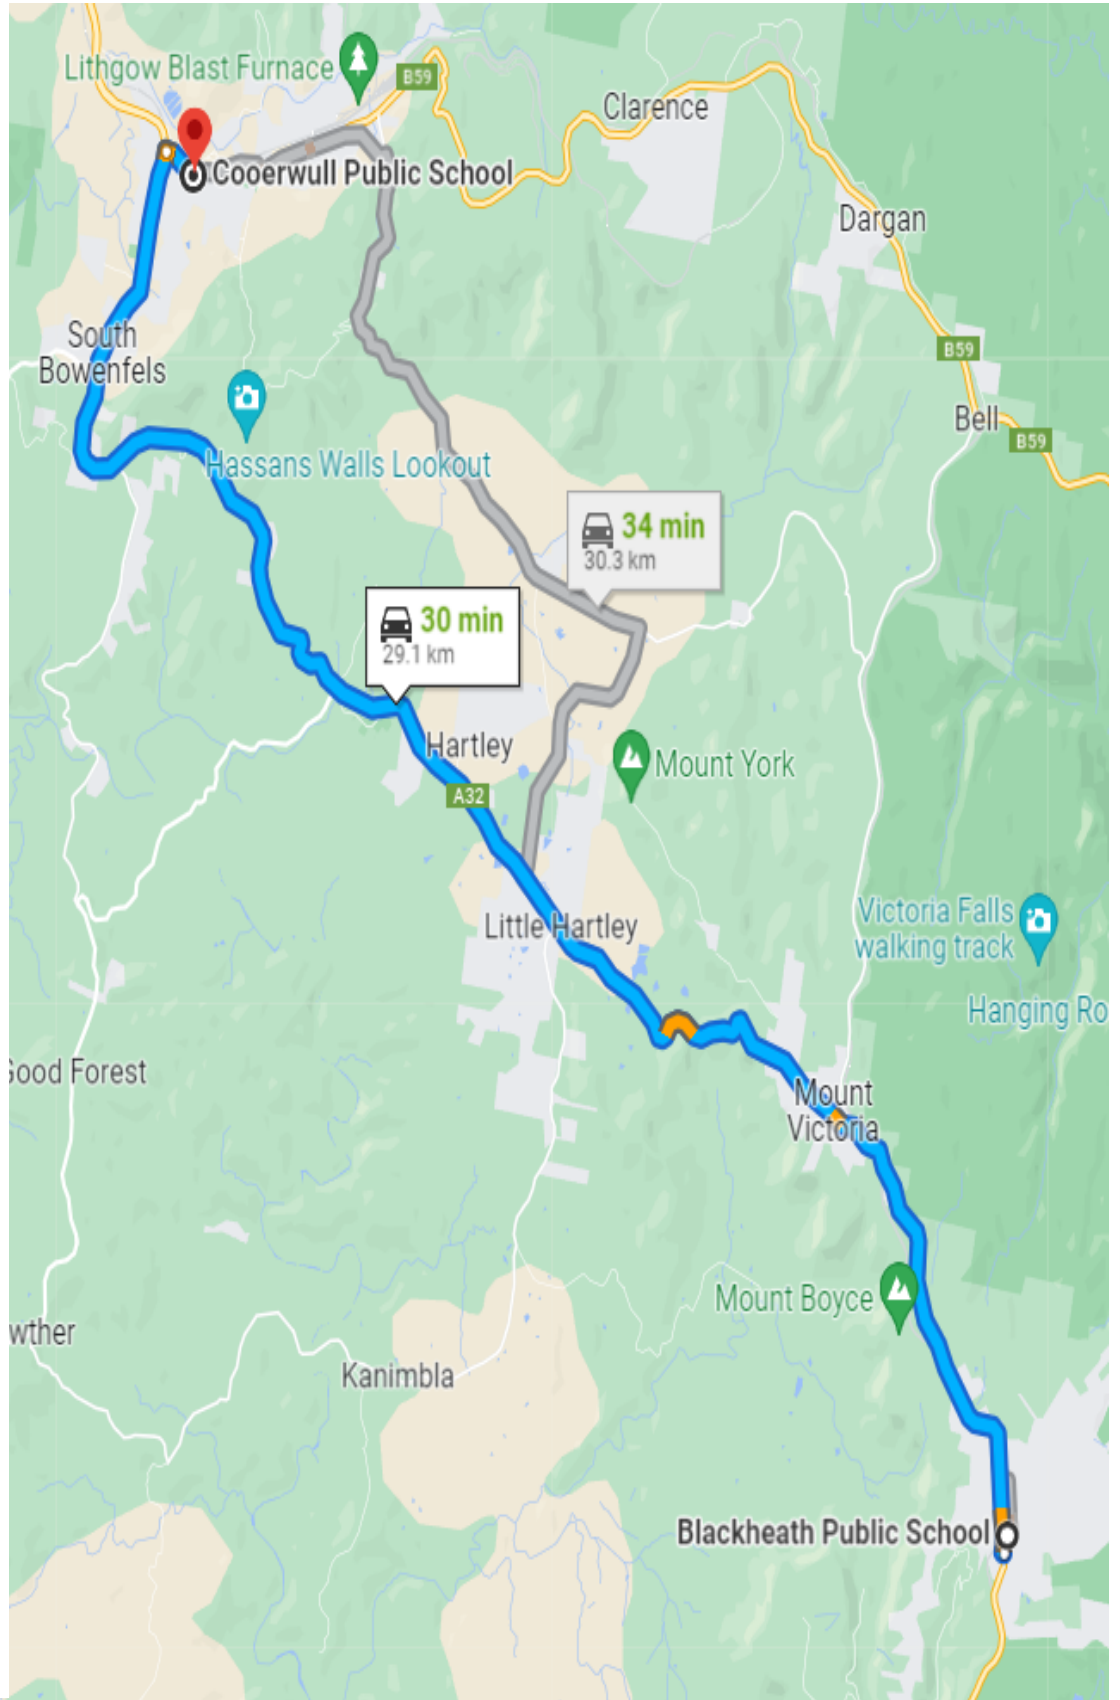 Lithgow Blast Furnace
B59
Clarence
Cooerwull Public School
Dargan
South
Bowenfels
B59
Bell
B59
Hassans Walls Lookout
34 min
30.3 km
30 min
29.1 km
Hartley
Mount York
A32
Little Hartley
Victoria Falls
walking track
Hanging Ro
Good Forest
Mount
Victoria
Mount Boyce
wther
Kanimbla
Blackheath Public School